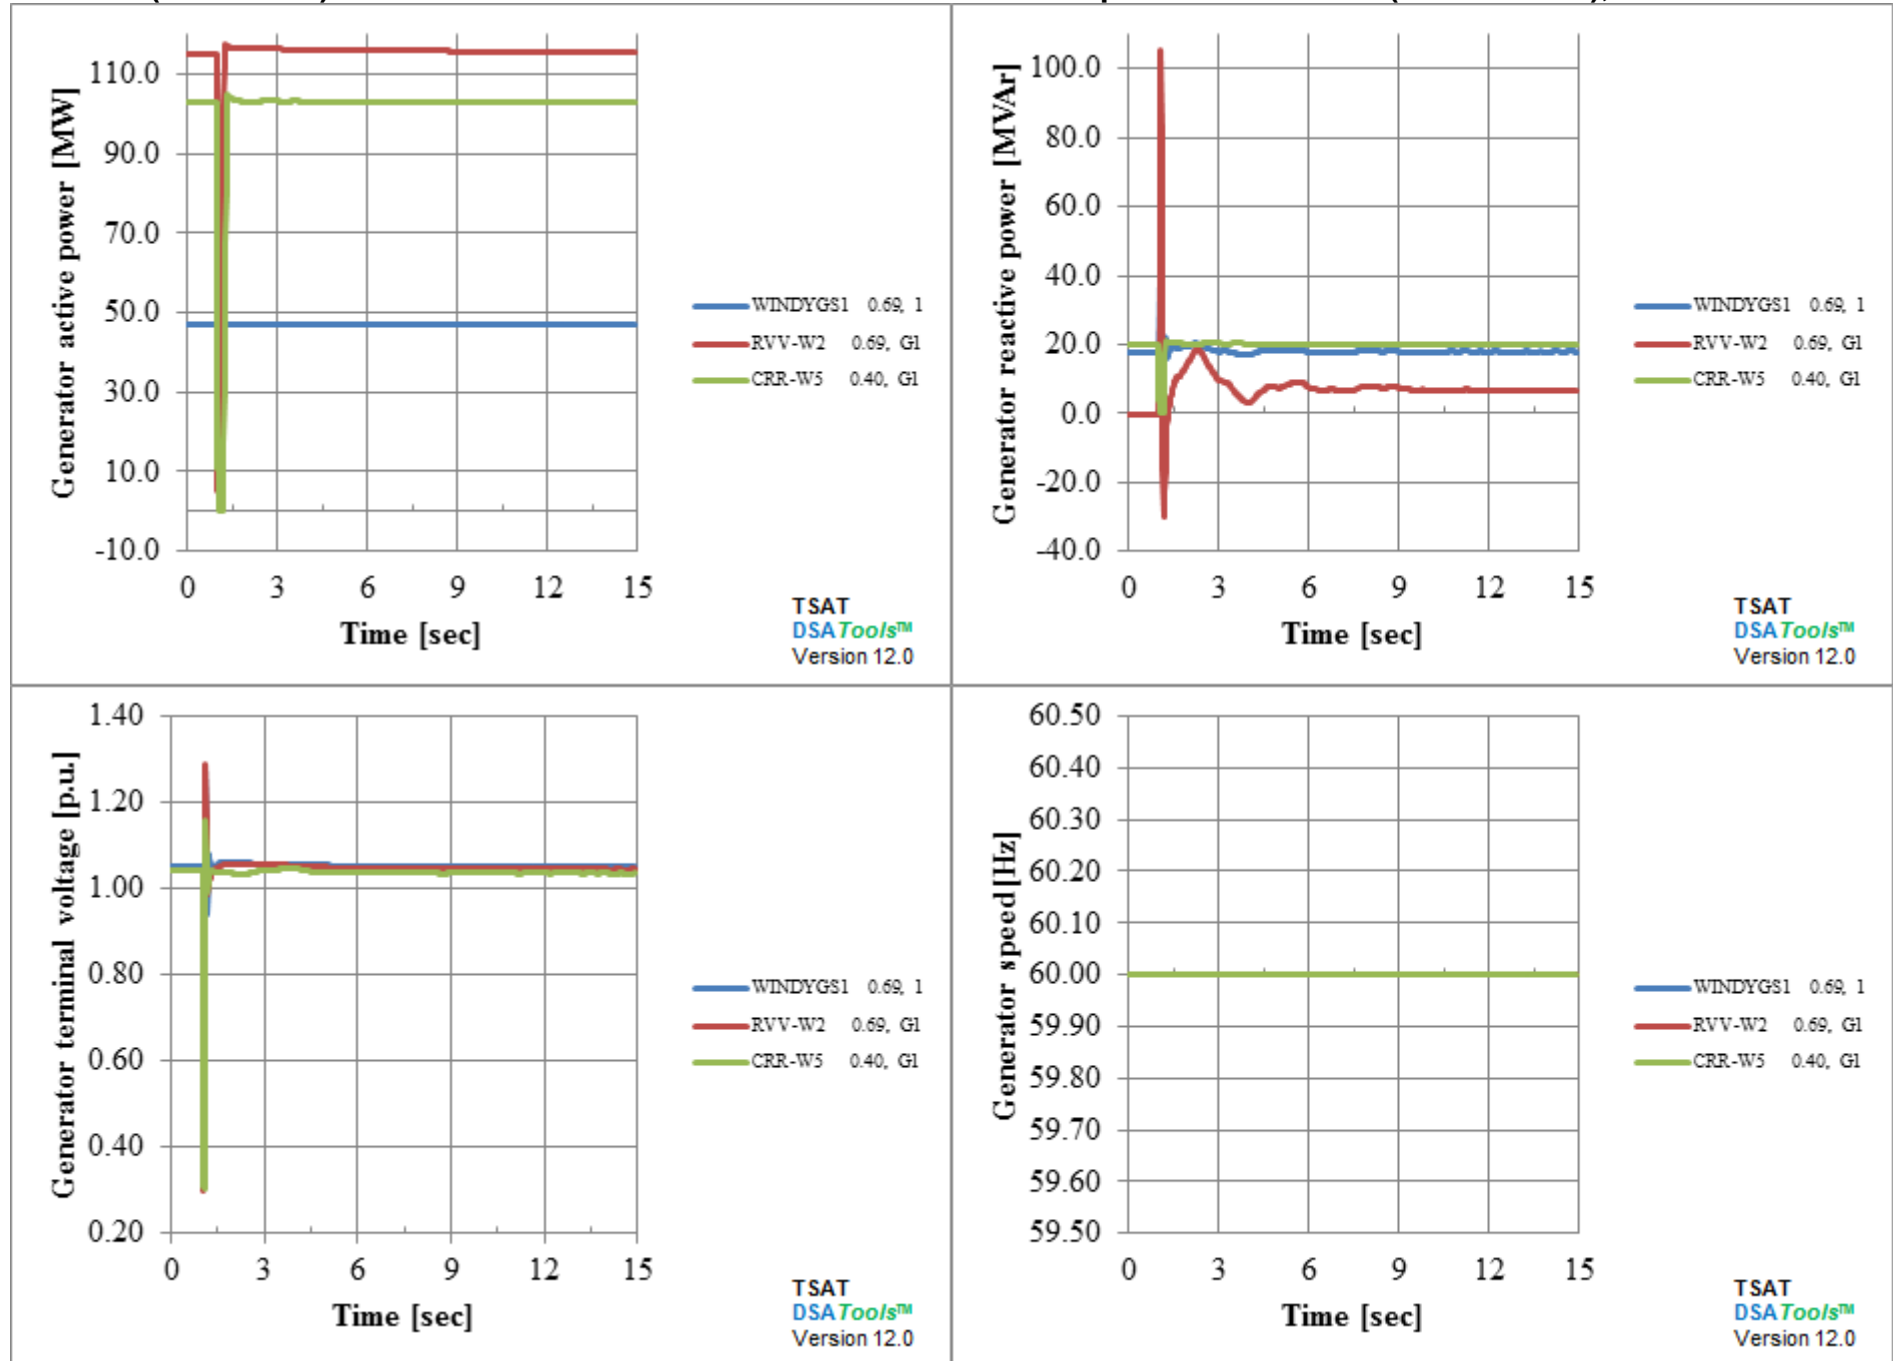 Generator active power [MW]
110.0
90.0
70.0
50.0
30.0
10.0
-10.0
0 3 6 9 12 15
Time [sec]
WINDYGS1 0.69, 1
RVV-W2 0.69, G1
CRR-W5 0.40, G1
TSAT
DSATools™
Version 12.0
Generator reactive power [MVAr]
100.0
80.0
60.0
40.0
20.0
0.0
-20.0
-40.0
0 3 6 9 12 15
Time [sec]
WINDYGS1 0.69, 1
RVV-W2 0.69, G1
CRR-W5 0.40, G1
TSAT
DSATools™
Version 12.0
Generator terminal voltage [p.u.]
1.40
1.20
1.00
0.80
0.60
0.40
0.20
0 3 6 9 12 15
Time [sec]
WINDYGS1 0.69, 1
RVV-W2 0.69, G1
CRR-W5 0.40, G1
TSAT
DSATools™
Version 12.0
Generator speed [Hz]
60.50
60.40
60.30
60.20
60.10
60.00
59.90
59.80
59.70
59.60
59.50
0 3 6 9 12 15
Time [sec]
WINDYGS1 0.69, 1
RVV-W2 0.69, G1
CRR-W5 0.40, G1
TSAT
DSATools™
Version 12.0